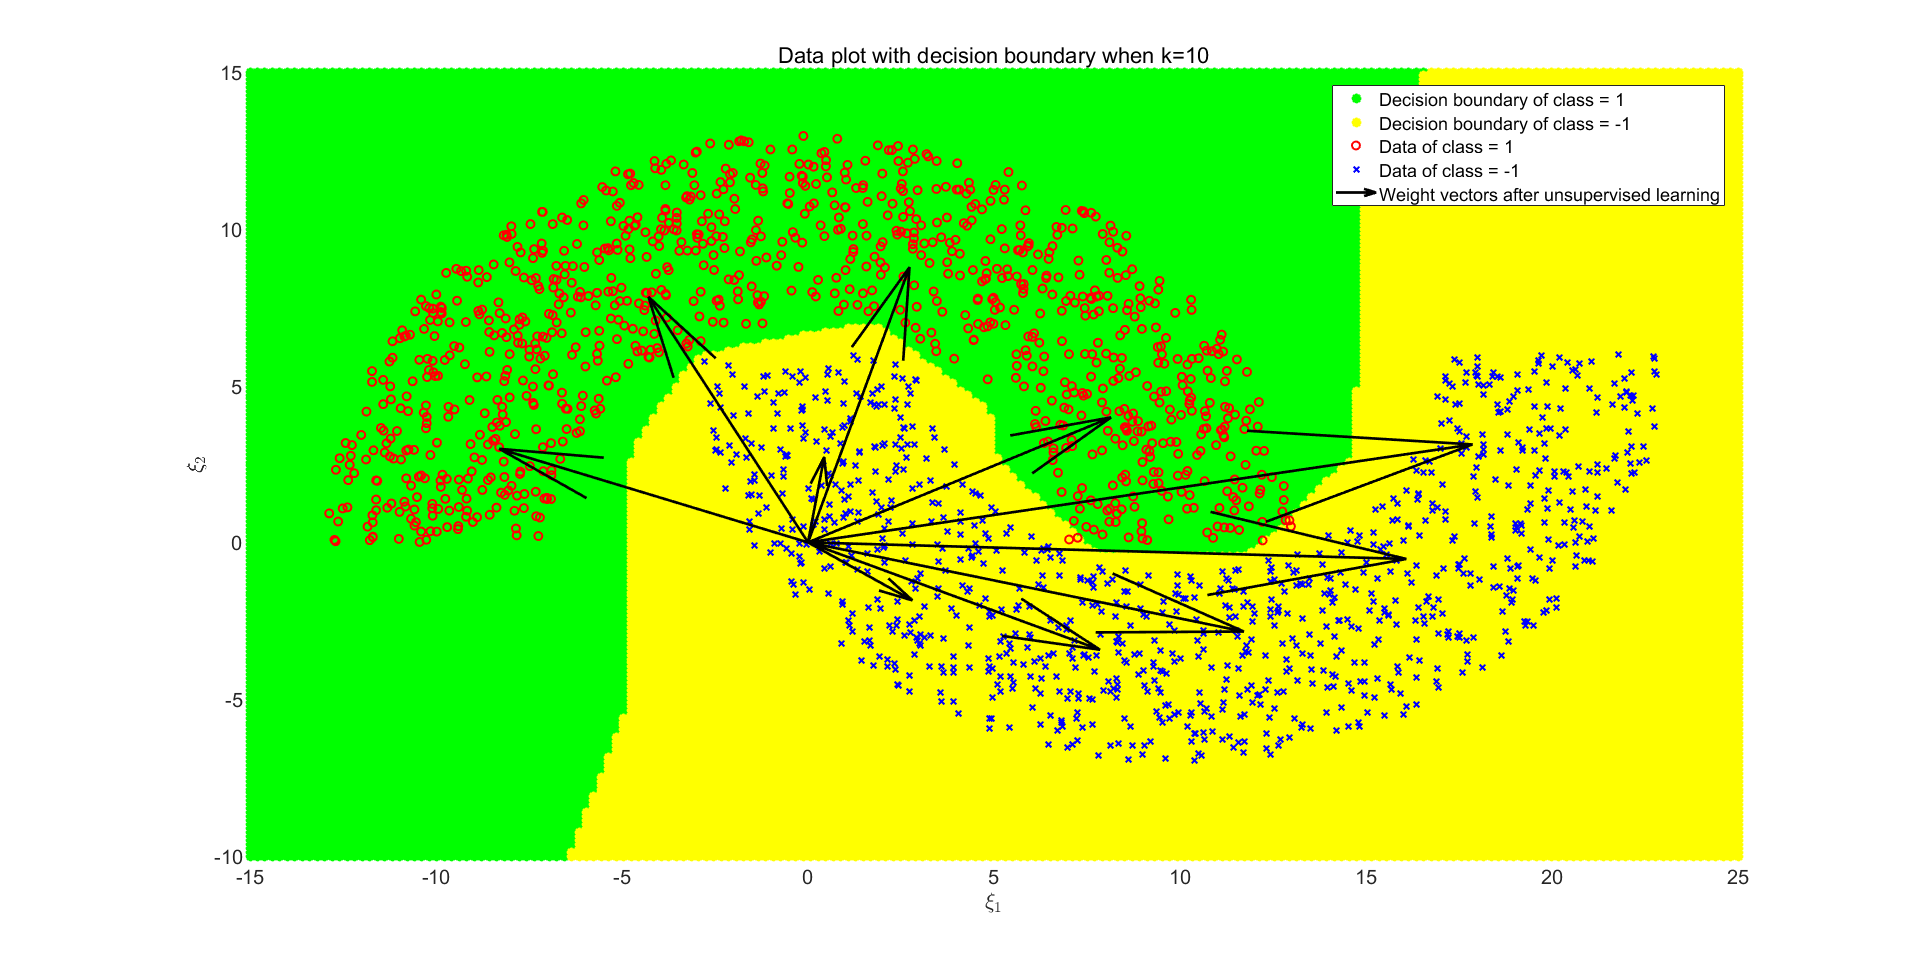 Data plot with decision boundary when k=10
Decision boundary of class = 1
Decision boundary of class = -1
Data of class = 1
Data of class = -1
Weight vectors after unsupervised learning
15
10
5
0
-5
-10
ξ₂
-15
-10
-5
0
5
10
15
20
25
ξ₁